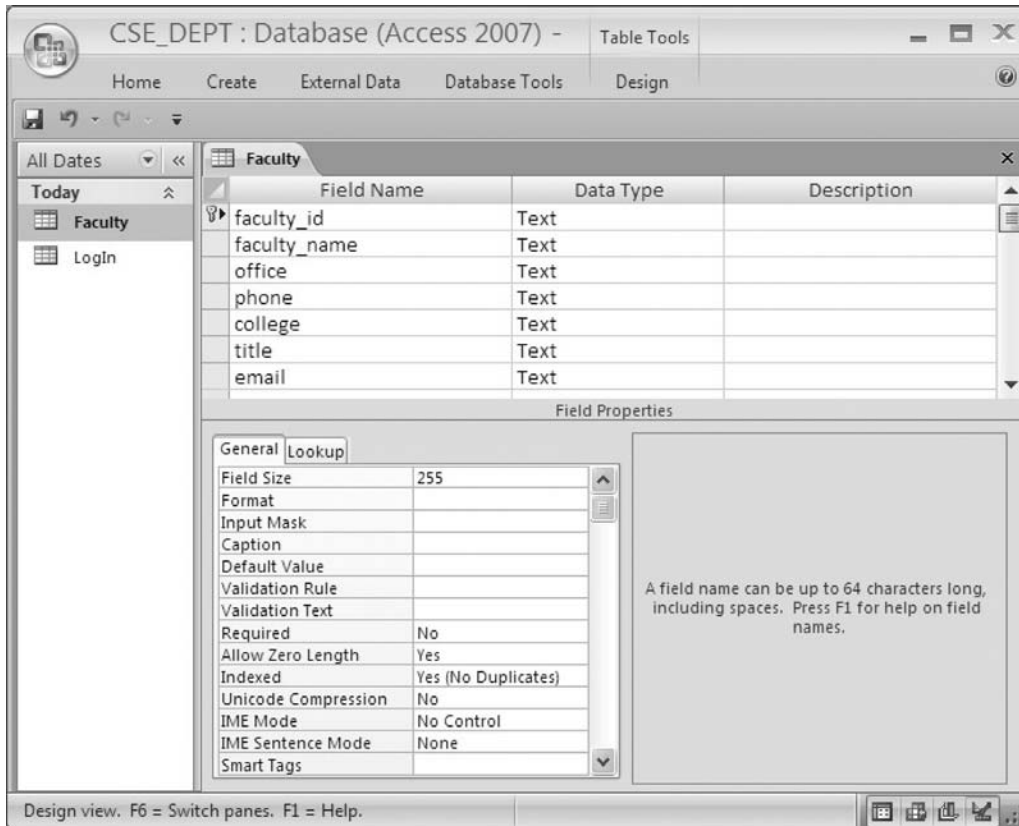 CSE_DEPT : Database (Access 2007) -
Table Tools
Home Create External Data Database Tools Design
All Dates «
Faculty
Today
Faculty
LogIn
Field Name Data Type Description
faculty_id Text
faculty_name Text
office Text
phone Text
college Text
title Text
email Text
Field Properties
General Lookup
Field Size 255
Format
Input Mask
Caption
Default Value
Validation Rule
Validation Text
Required No
Allow Zero Length Yes
Indexed Yes (No Duplicates)
Unicode Compression No
IME Mode No Control
IME Sentence Mode None
Smart Tags
A field name can be up to 64 characters long,
including spaces. Press F1 for help on field
names.
Design view. F6 = Switch panes. F1 = Help.